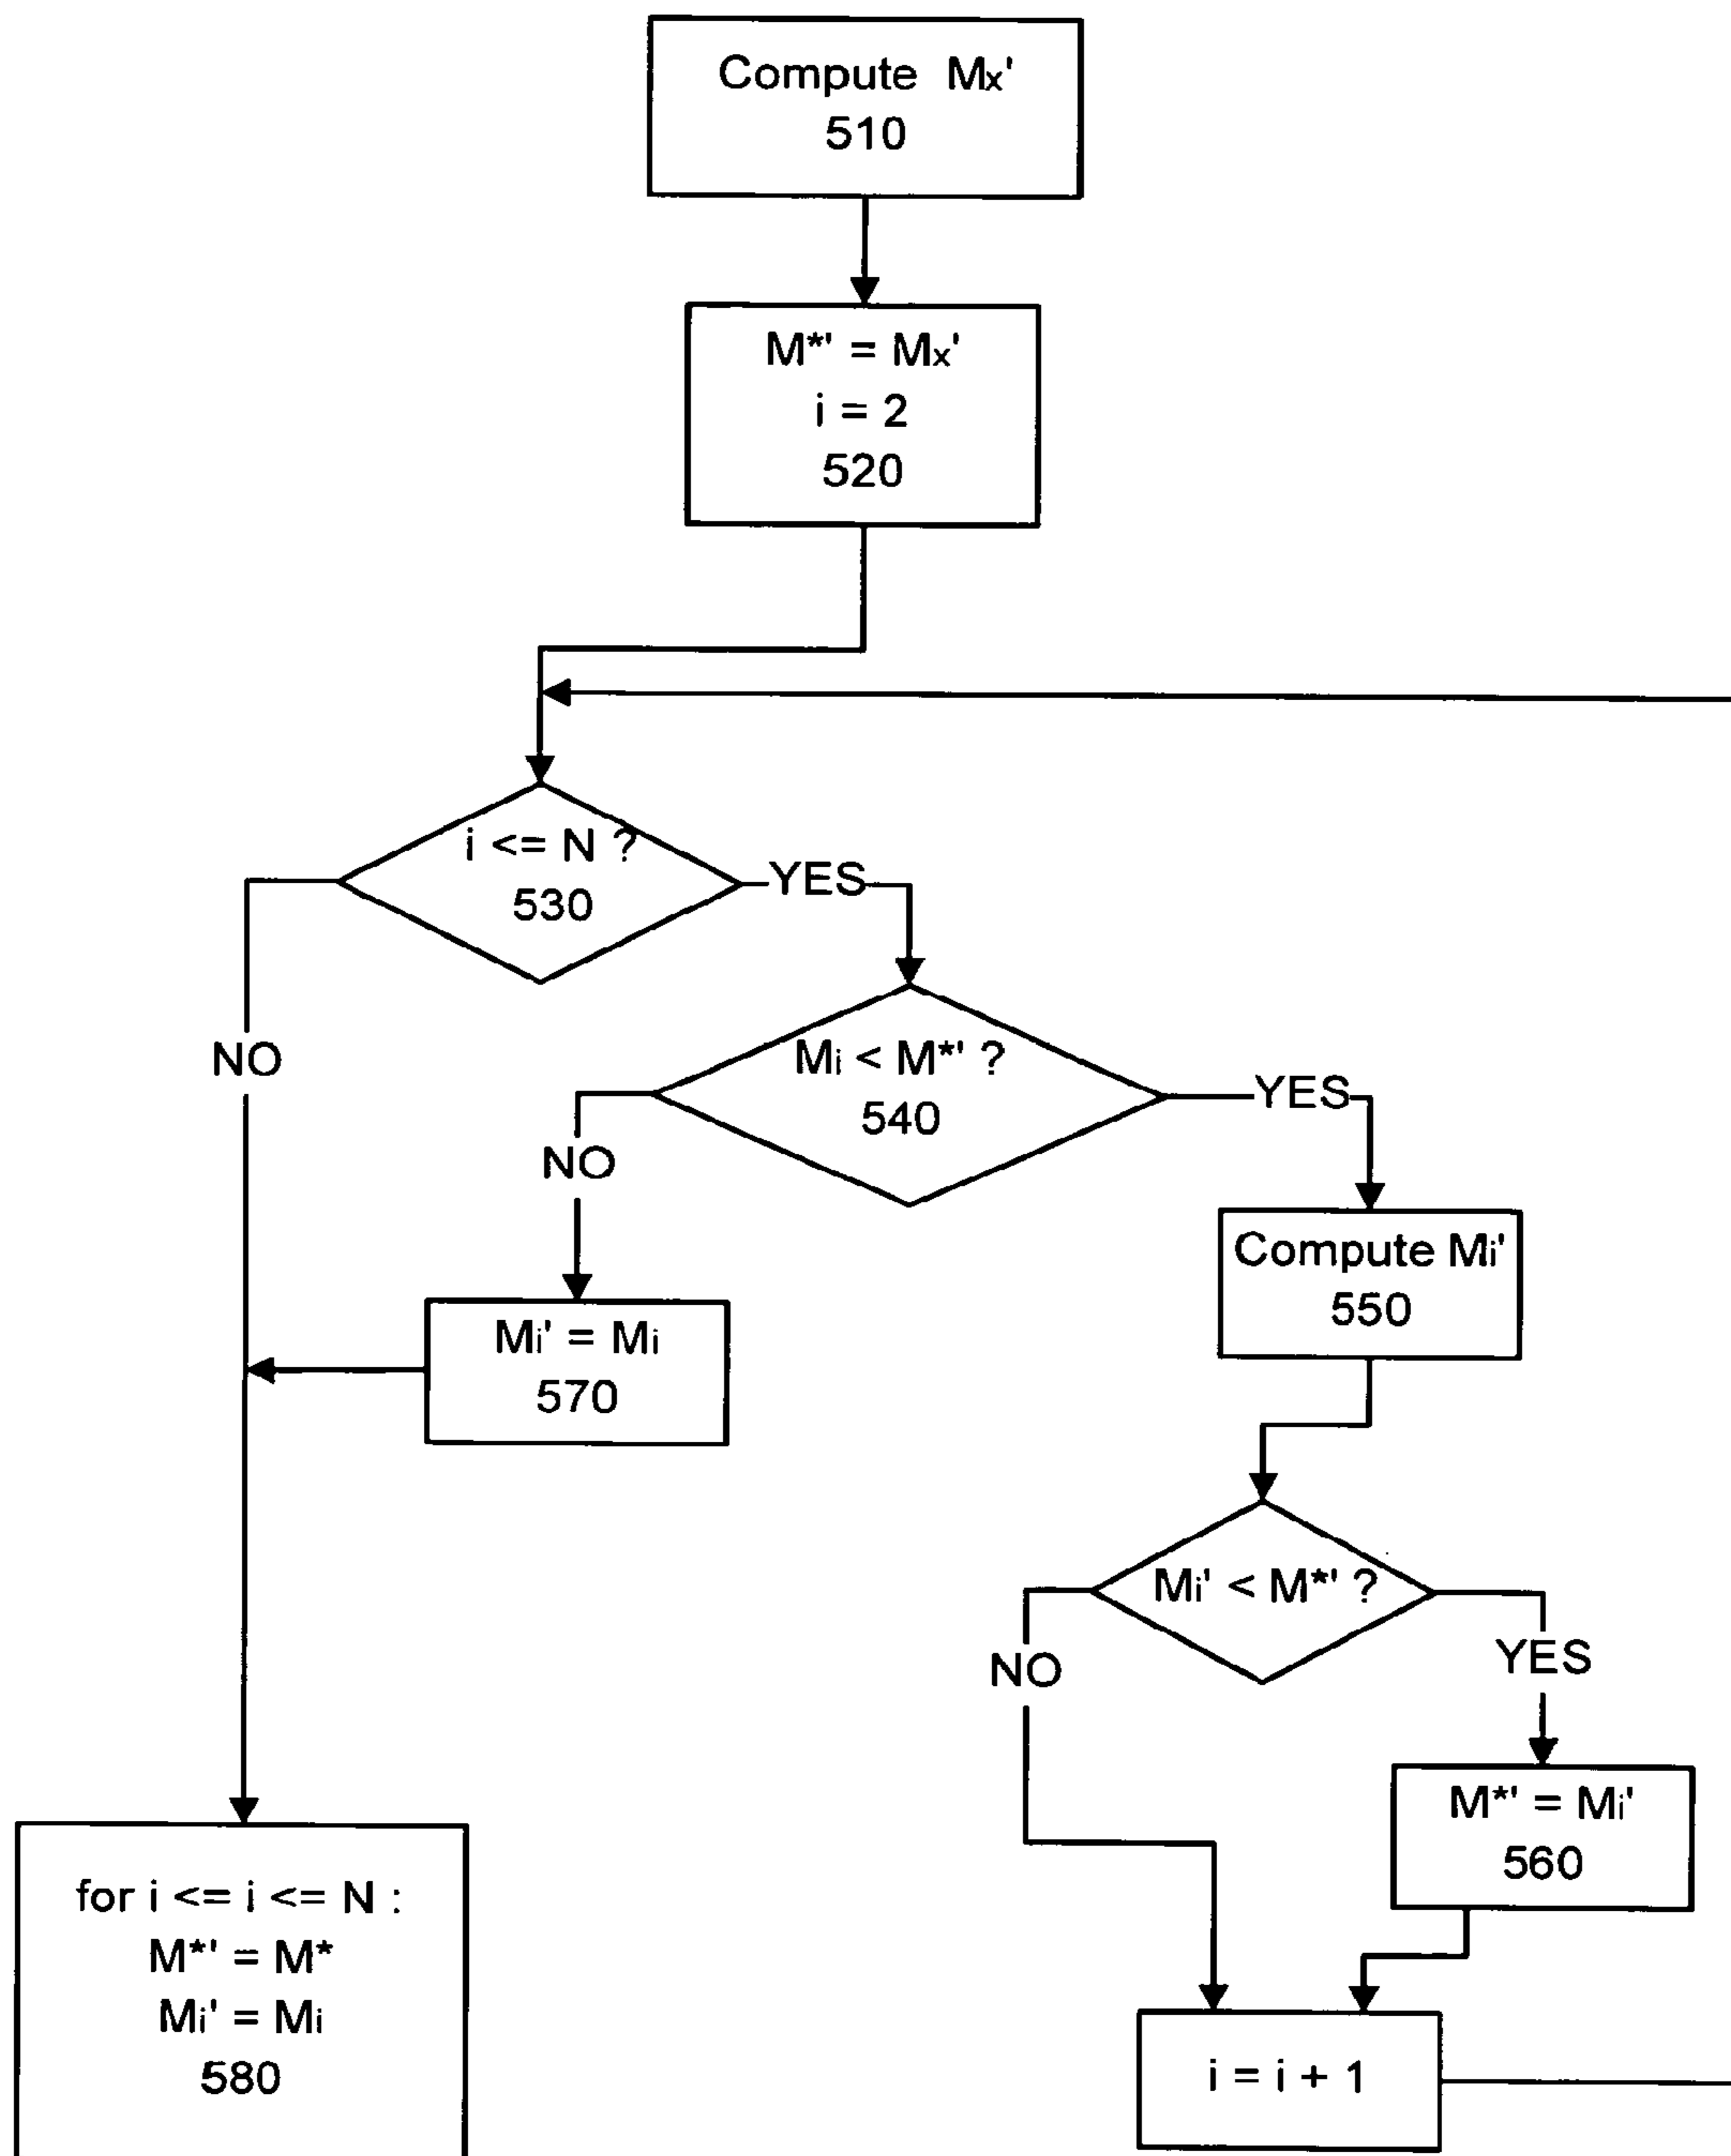 Compute Mx'
510
M*' = Mx'
i = 2
520
i <= N ?
530
YES
NO
Mi < M*' ?
540
YES
NO
Compute Mi'
550
Mi' = Mi
570
Mi' < M*' ?
NO
YES
M*' = Mi'
560
for i <= i <= N :
M*' = M*
Mi' = Mi
580
i = i + 1